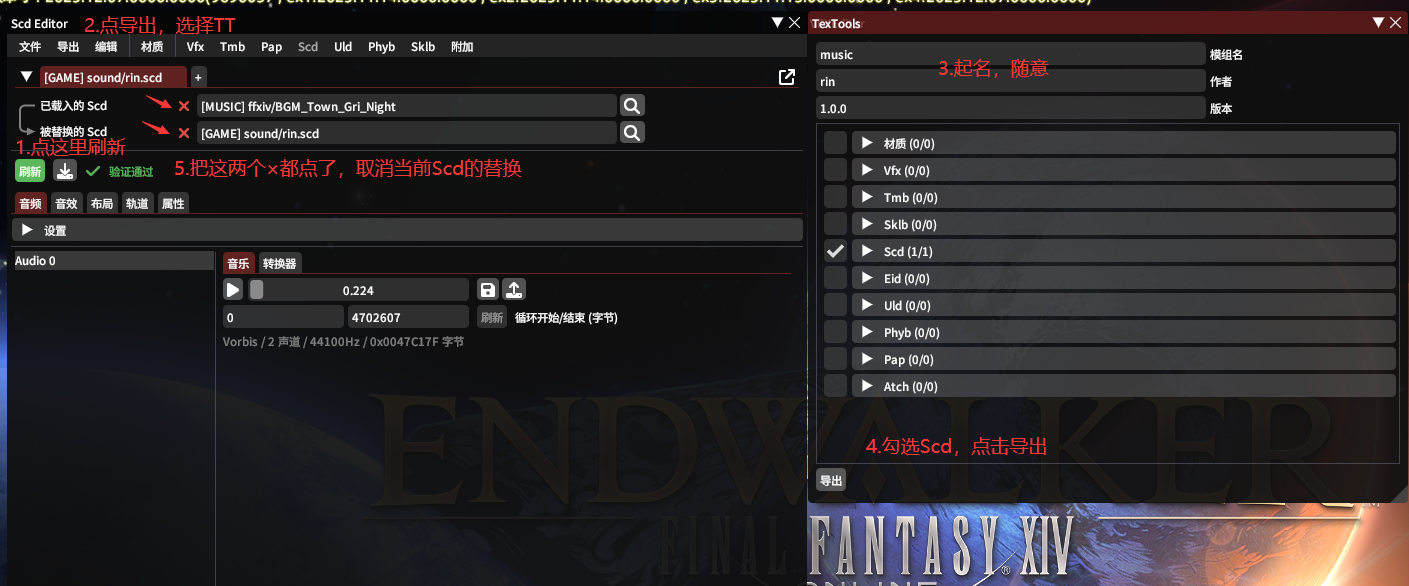 Scd Editor
2.点导出，选择TT
文件 导出 编辑 材质 Vfx Tmb Pap Scd Uld Phyb Sklb 附加
[GAME] sound/rin.scd +
已载入的 Scd
[MUSIC] ffxiv/BGM_Town_Gri_Night
被替换的 Scd
[GAME] sound/rin.scd
1.点这里刷新
刷新 验证通过
5.把这两个×都点了，取消当前Scd的替换
音频 音效 布局 轨道 属性
设置
Audio 0
音乐 转换器
0.224
0 4702607 刷新 循环开始/结束 (字节)
Vorbis / 2 声道 / 44100Hz / 0x0047C17F 字节
TexTools
music 模组名
3.起名，随意
rin 作者
1.0.0 版本
材质 (0/0)
Vfx (0/0)
Tmb (0/0)
Sklb (0/0)
Scd (1/1)
Eid (0/0)
Uld (0/0)
Phyb (0/0)
Pap (0/0)
Atch (0/0)
4.勾选Scd，点击导出
导出
ENDWALKER
FINAL FANTASY XIV